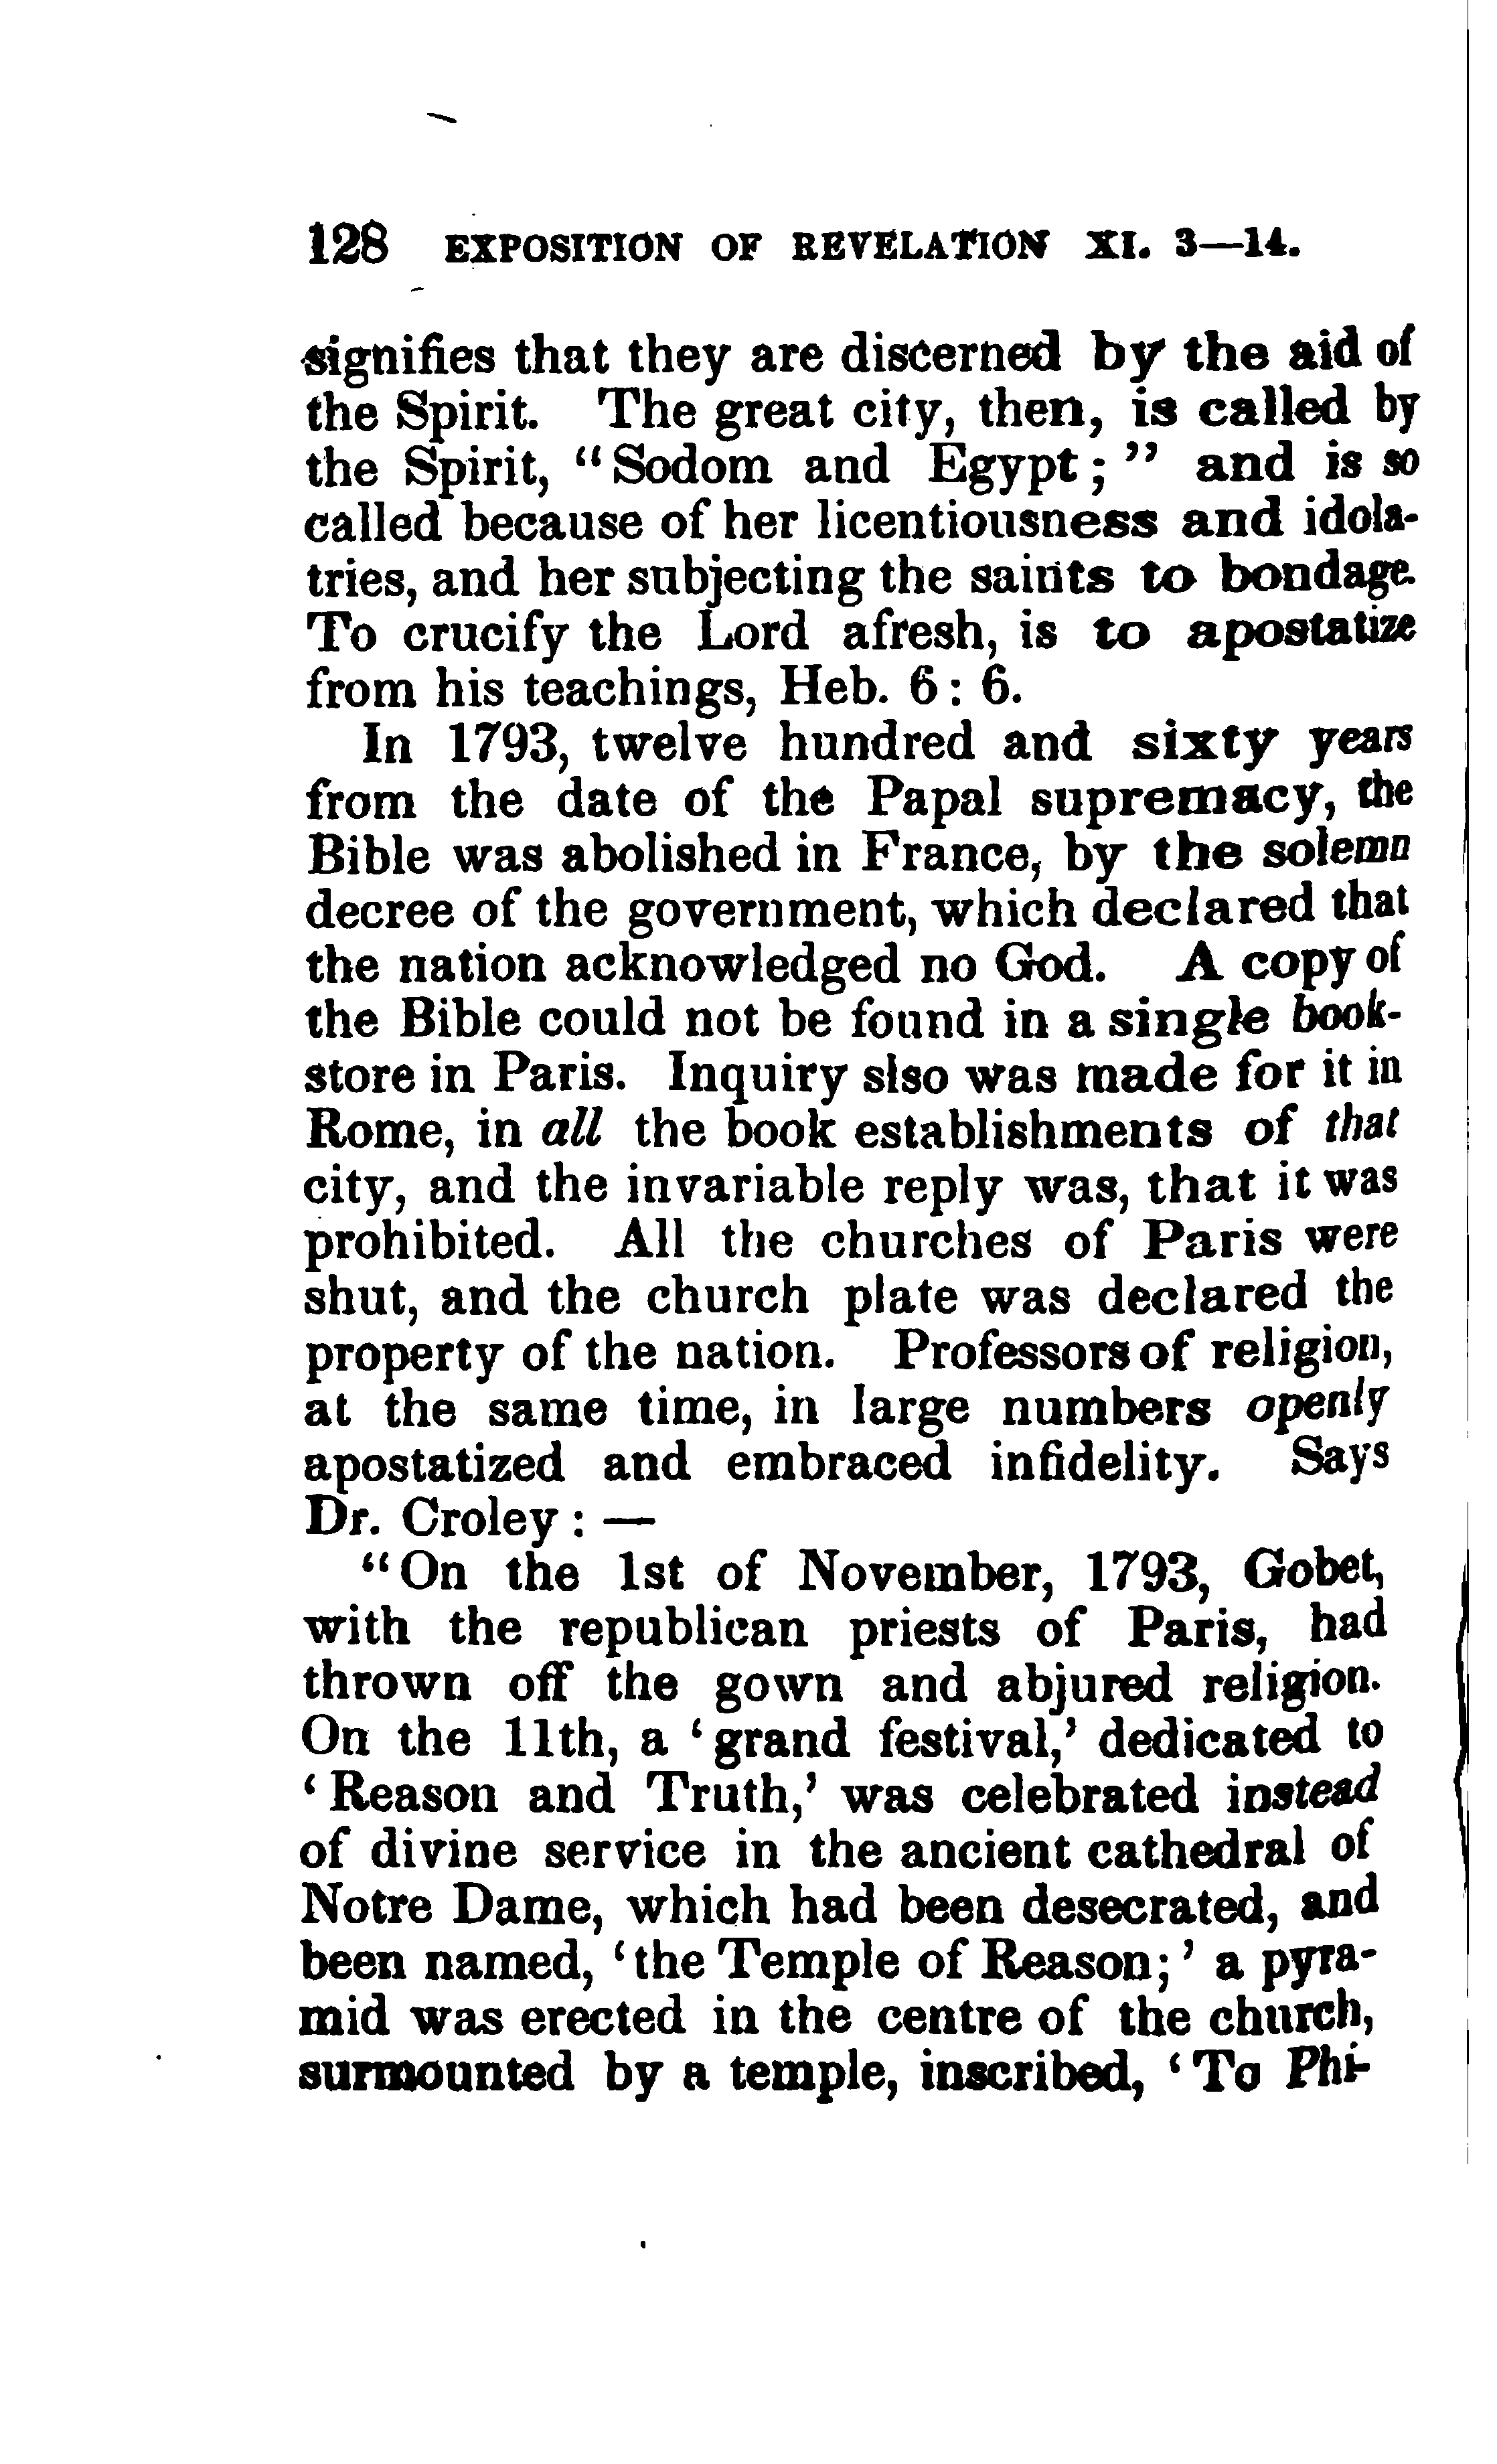 128 EXPOSITION OF REVELATION XI. 3—14.
signifies that they are discerned by the aid of
the Spirit. The great city, then, is called by
the Spirit, “Sodom and Egypt;” and is so
called because of her licentiousness and idola-
tries, and her subjecting the saints to bondage.
To crucify the Lord afresh, is to apostatize
from his teachings, Heb. 6: 6.
In 1793, twelve hundred and sixty years
from the date of the Papal supremacy, the
Bible was abolished in France, by the solemn
decree of the government, which declared that
the nation acknowledged no God. A copy of
the Bible could not be found in a single book-
store in Paris. Inquiry slso was made for it in
Rome, in all the book establishments of that
city, and the invariable reply was, that it was
prohibited. All the churches of Paris were
shut, and the church plate was declared the
property of the nation. Professors of religion,
at the same time, in large numbers openly
apostatized and embraced infidelity. Says
Dr. Croley: —
“On the 1st of November, 1793, Gobet,
with the republican priests of Paris, had
thrown off the gown and abjured religion.
On the 11th, a ‘grand festival,’ dedicated to
‘Reason and Truth,’ was celebrated instead
of divine service in the ancient cathedral of
Notre Dame, which had been desecrated, and
been named, ‘the Temple of Reason;’ a pyra-
mid was erected in the centre of the church,
surmounted by a temple, inscribed, ‘To Phi-